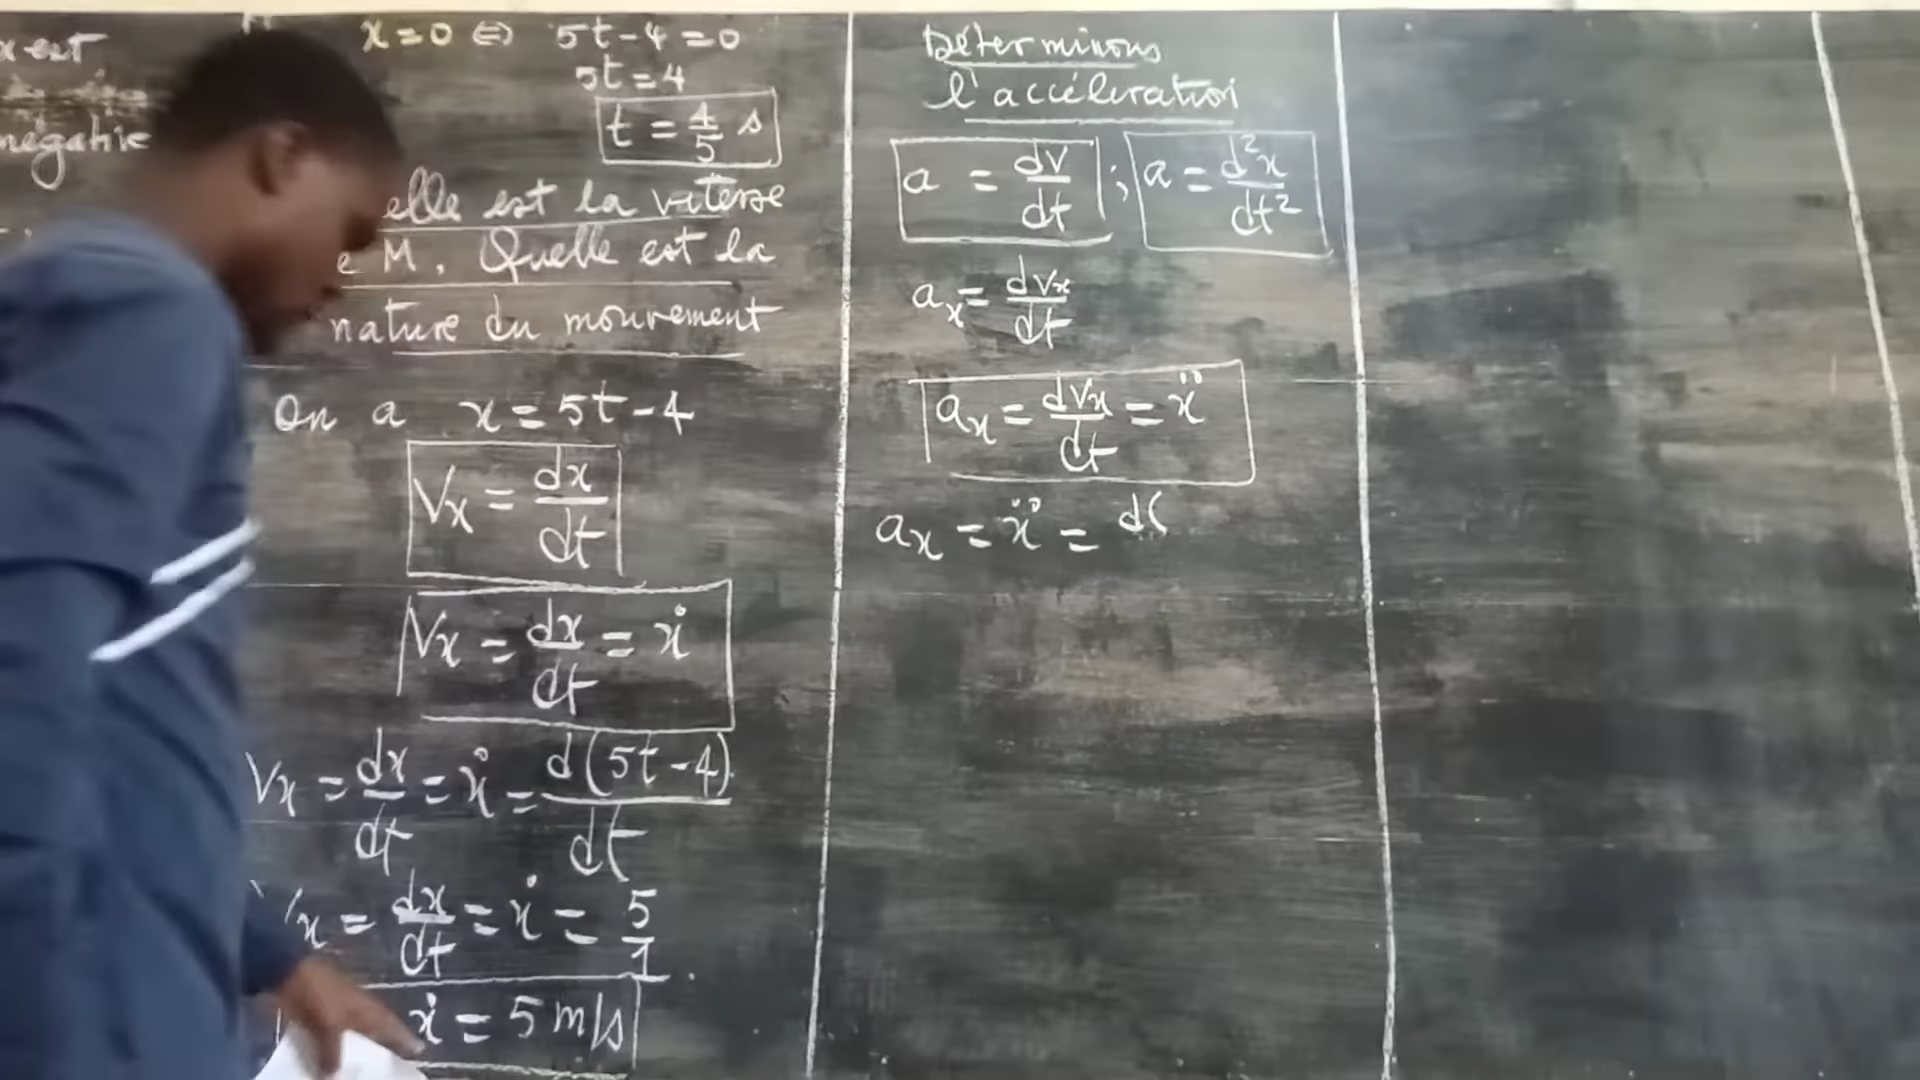 x est
négative
x = 0 ⇔ 5t - 4 = 0
5t = 4
t = 4/5 s
elle est la vitesse
e M. Quelle est la
nature du mouvement
On a x = 5t - 4
Vx = dx/dt
Vx = dx/dt = ẋ
Vx = dx/dt = ẋ = d(5t - 4)/dt
Vx = dx/dt = ẋ = 5/1
ẋ = 5 m/s
Déterminons
l'accéleration
a = dV/dt ; a = d²x/dt²
ax = dVx/dt
ax = dVx/dt = ẍ
ax = ẍ = d(